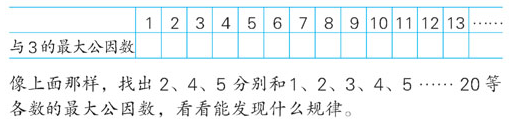 1 2 3 4 5 6 7 8 9 10 11 12 13 ……
与3的最大公因数
像上面那样，找出 2、4、5 分别和1、2、3、4、5 …… 20 等
各数的最大公因数，看看能发现什么规律。